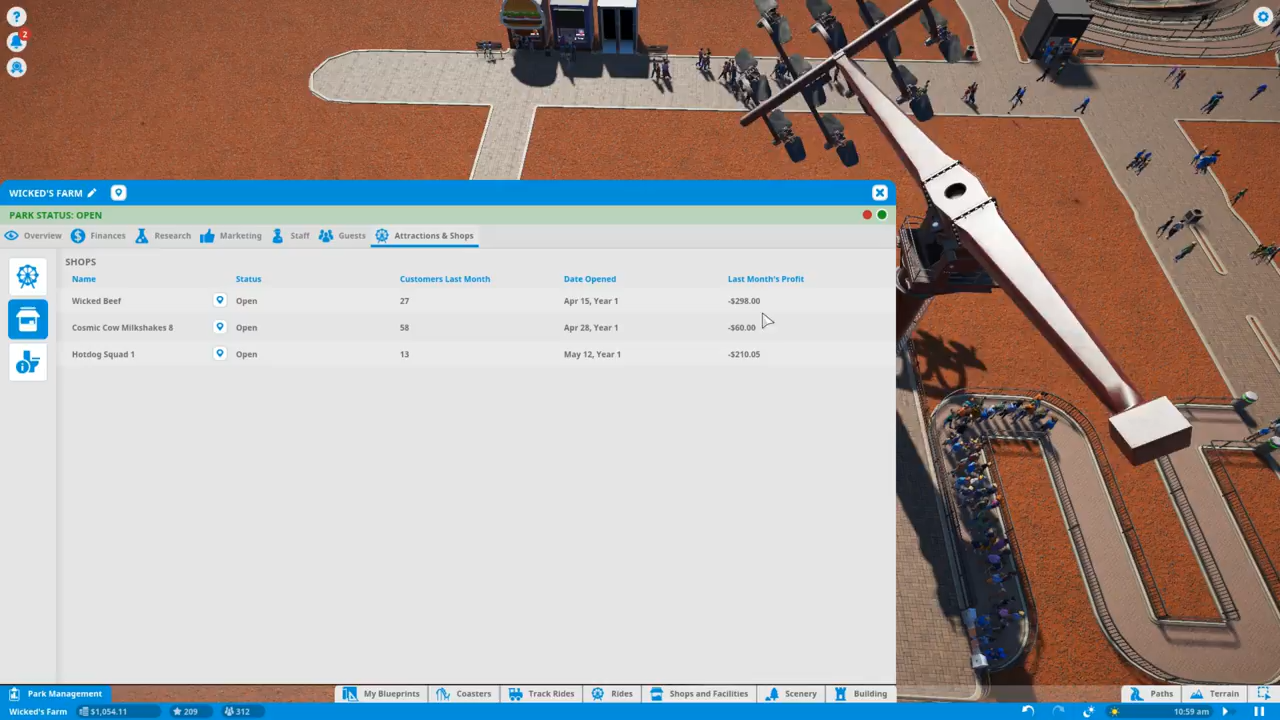 ?
2
WICKED'S FARM
PARK STATUS: OPEN
Overview Finances Research Marketing Staff Guests Attractions & Shops
SHOPS
Name Status Customers Last Month Date Opened Last Month's Profit
Wicked Beef Open 27 Apr 15, Year 1 -$298.00
Cosmic Cow Milkshakes 8 Open 58 Apr 28, Year 1 -$60.00
Hotdog Squad 1 Open 13 May 12, Year 1 -$210.05
Park Management My Blueprints Coasters Track Rides Rides Shops and Facilities Scenery Building Paths Terrain
Wicked's Farm $1,054.11 209 312 10:59 am